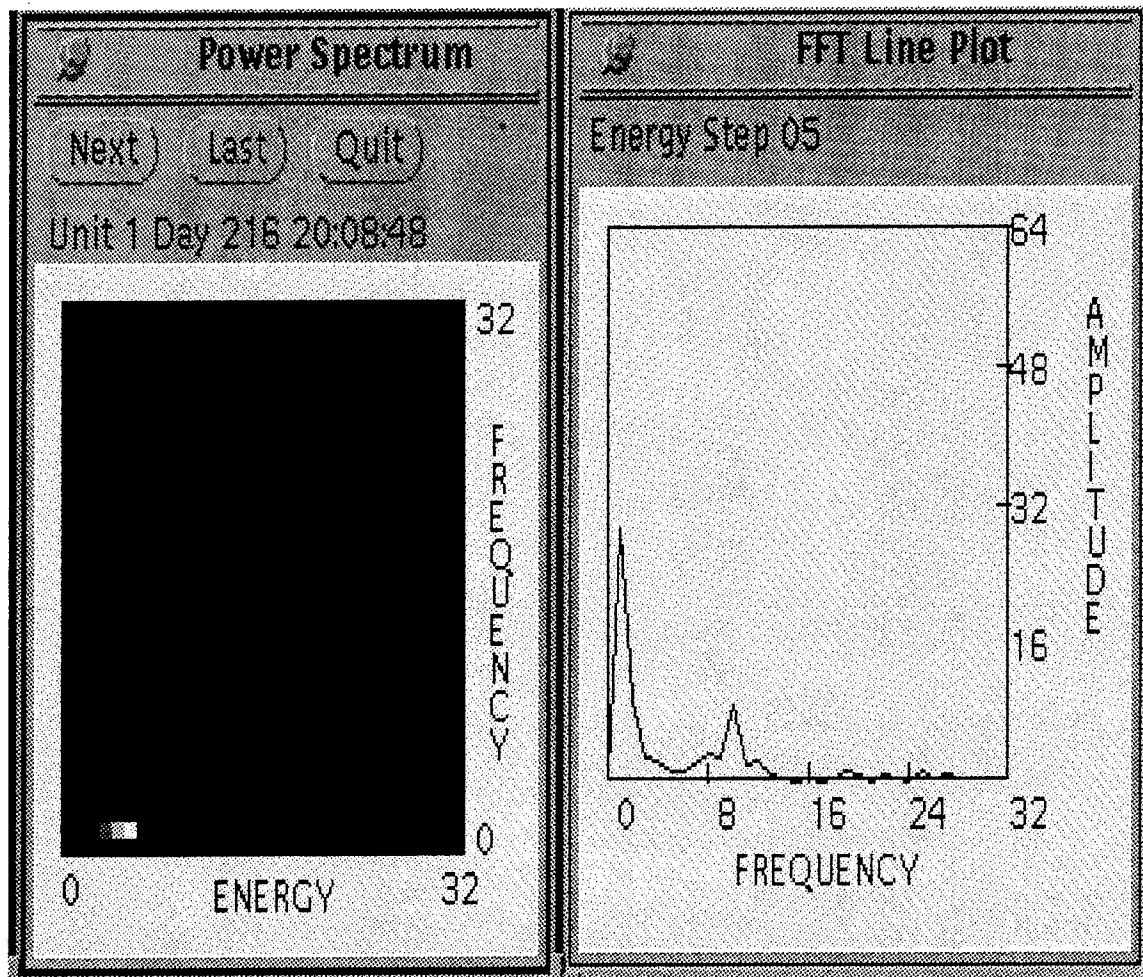 Power Spectrum
Next Last Quit
Unit 1 Day 216 20:08:48
32
FREQUENCY
0
0 ENERGY 32
FFT Line Plot
Energy Step 05
64
48
32
16
AMPLITUDE
0 8 16 24 32
FREQUENCY